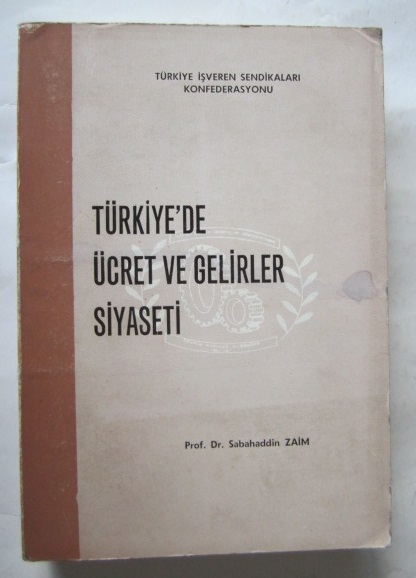 TÜRKİYE İŞVEREN SENDİKALARI
KONFEDERASYONU
TÜRKİYE'DE
ÜCRET VE GELİRLER
SİYASETİ
Prof. Dr. Sabahaddin ZAİM